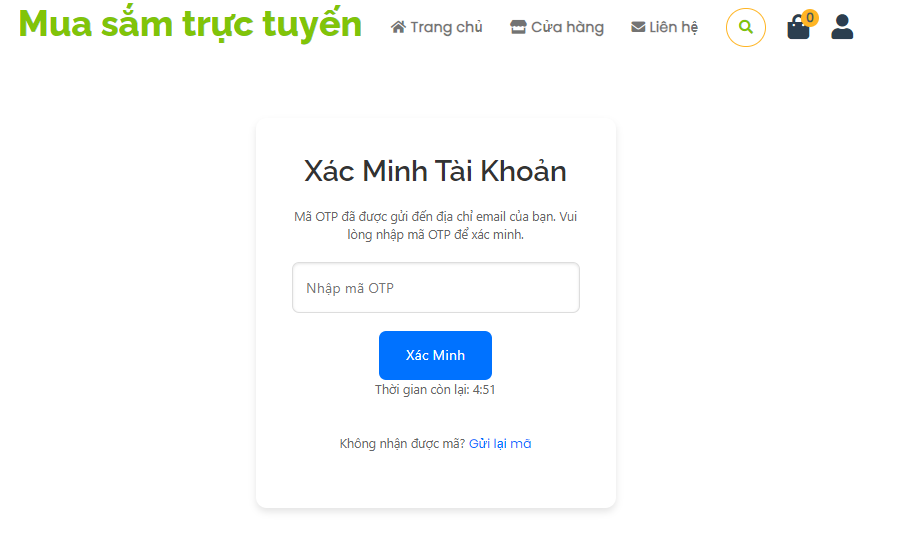 Mua sắm trực tuyến
Trang chủ
Cửa hàng
Liên hệ
0
Xác Minh Tài Khoản
Mã OTP đã được gửi đến địa chỉ email của bạn. Vui
lòng nhập mã OTP để xác minh.
Nhập mã OTP
Xác Minh
Thời gian còn lại: 4:51
Không nhận được mã? Gửi lại mã